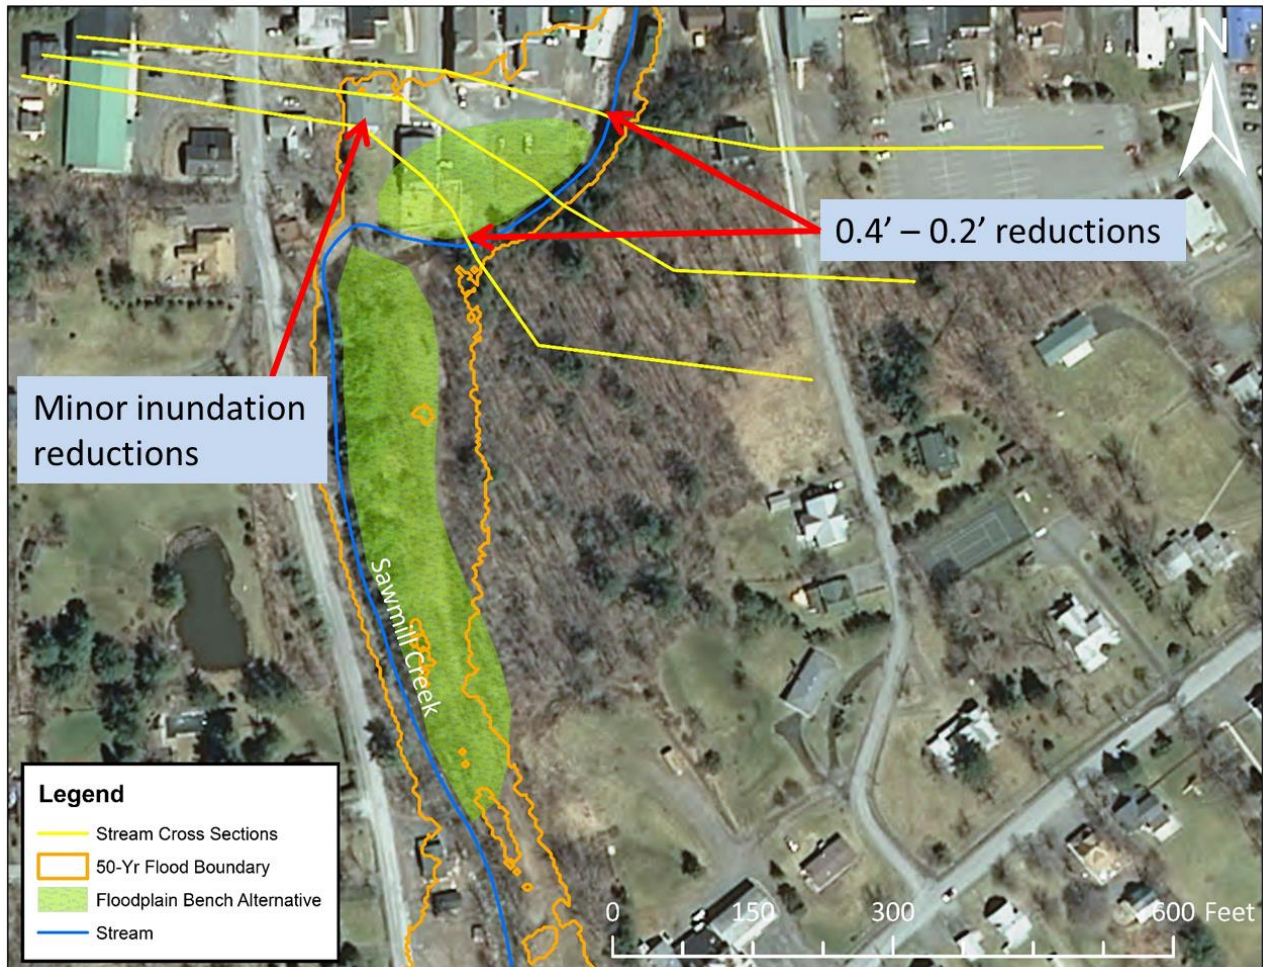 N
0.4’ – 0.2’ reductions
Minor inundation
reductions
Sawmill Creek
Legend
Stream Cross Sections
50-Yr Flood Boundary
Floodplain Bench Alternative
Stream
0 150 300 600 Feet